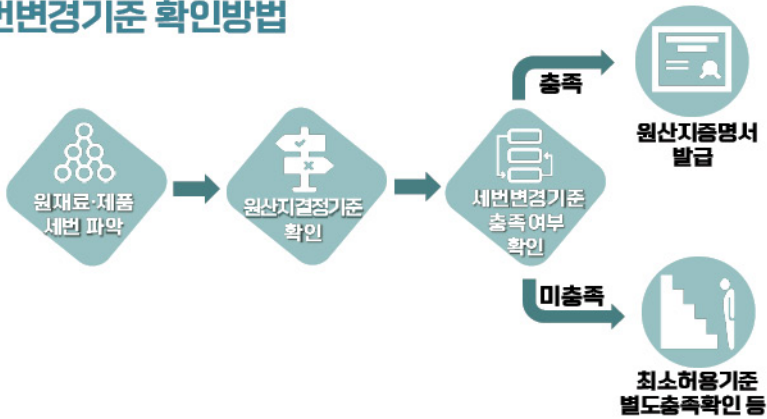 번변경기준 확인방법
충족
원산지증명서
발급
원재료·제품
세번 파악
원산지결정기준
확인
세번변경기준
충족여부
확인
미충족
최소허용기준
별도충족확인 등